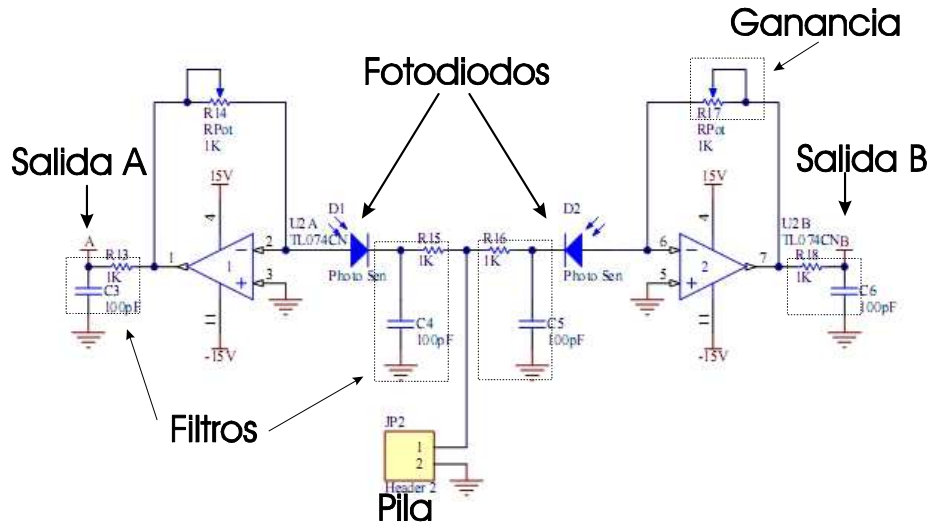 Ganancia
Fotodiodos
R14
RPot
1K
R17
RPot
1K
Salida A
Salida B
15V
15V
4
4
A
R13
1K
1
U2A
TL074CN
2
3
1
D1
Photo Sen
R15
1K
R16
1K
D2
Photo Sen
6
5
2
7
U2B
TL074CN
B
R18
1K
C3
100pF
C4
100pF
C5
100pF
C6
100pF
11
11
-15V
-15V
Filtros
JP2
1
2
Header 2
Pila